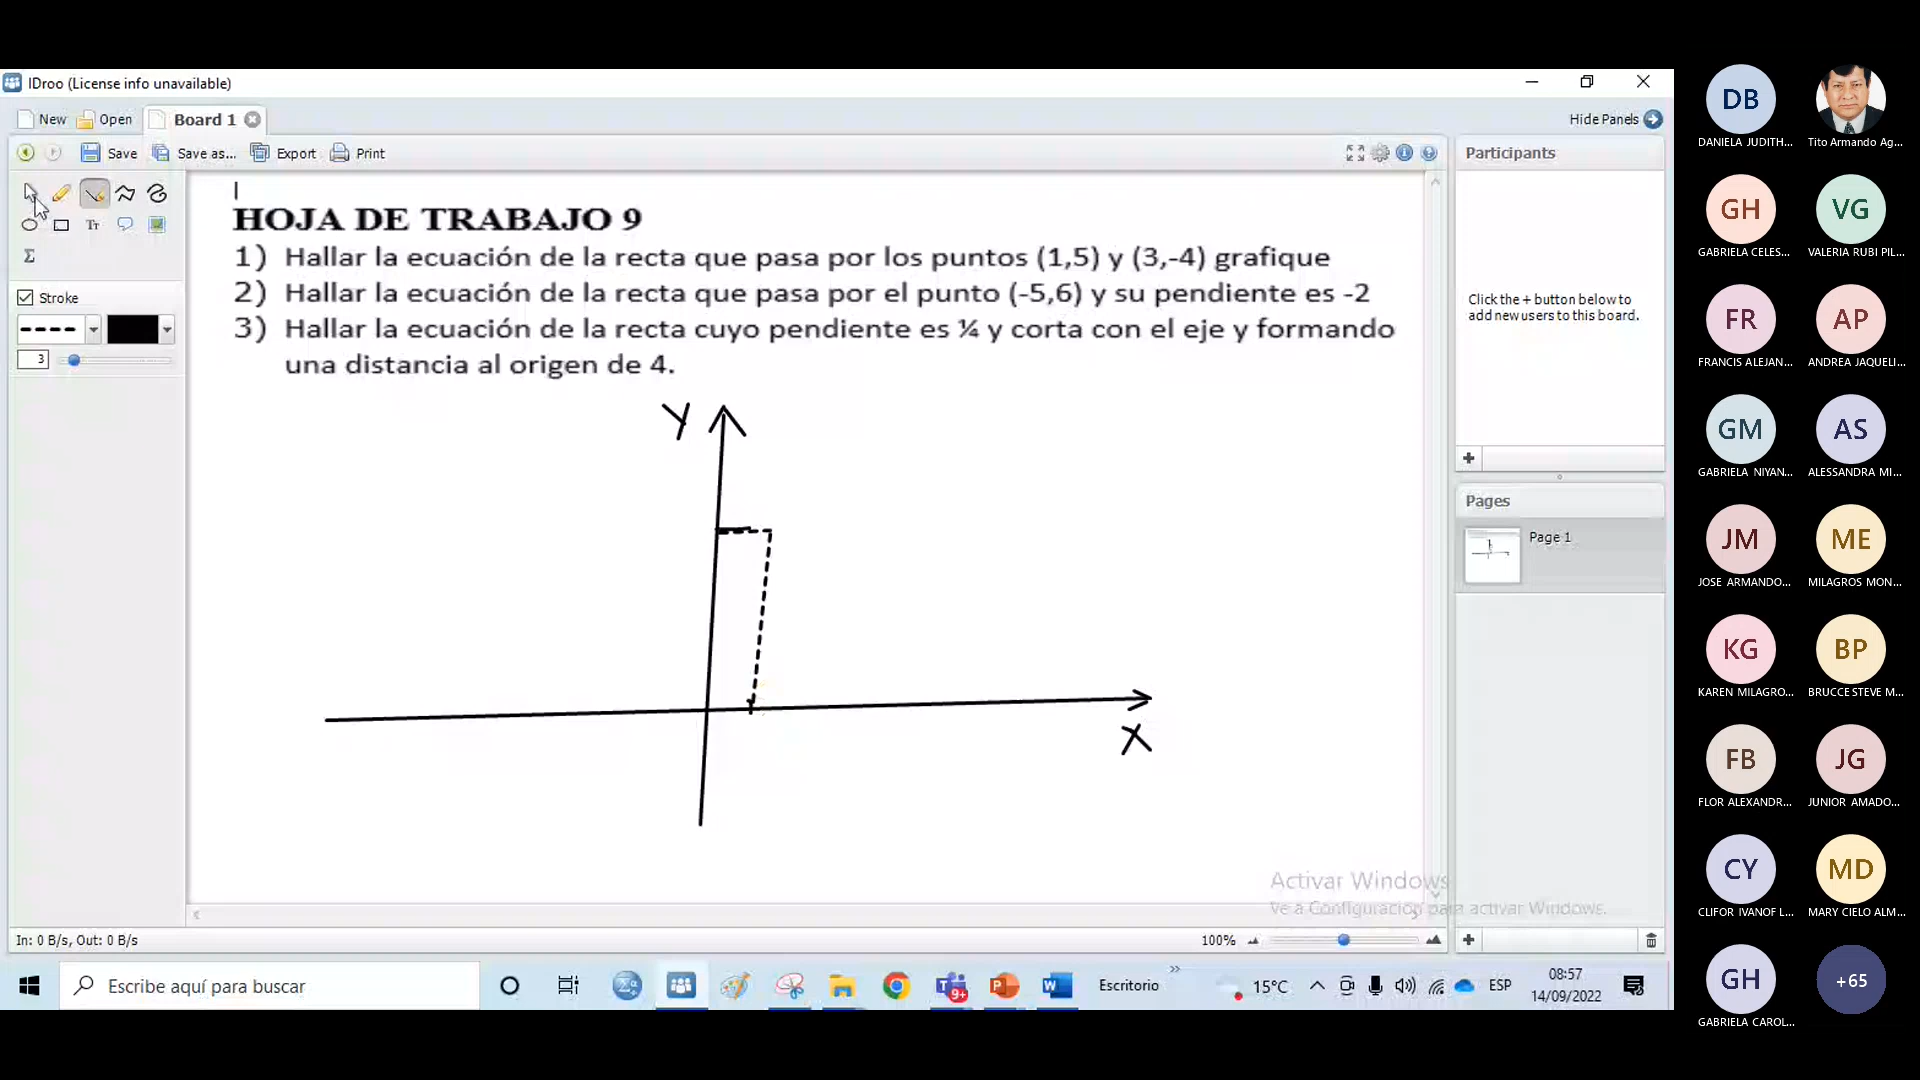 IDroo (License info unavailable)
New
Open
Board 1
Hide Panels
Save
Save as...
Export
Print
Participants
HOJA DE TRABAJO 9
1) Hallar la ecuación de la recta que pasa por los puntos (1,5) y (3,-4) grafique
2) Hallar la ecuación de la recta que pasa por el punto (-5,6) y su pendiente es -2
3) Hallar la ecuación de la recta cuyo pendiente es ¼ y corta con el eje y formando
una distancia al origen de 4.
Tr
Σ
Stroke
3
Y
X
Click the + button below to
add new users to this board.
Pages
Page 1
Activar Windows
Ve a Configuración para activar Windows.
In: 0 B/s, Out: 0 B/s
100%
Escribe aquí para buscar
9+
Escritorio
15°C
ESP
08:57
14/09/2022
DB
DANIELA JUDITH...
Tito Armando Ag...
GH
GABRIELA CELES...
VG
VALERIA RUBI PIL...
FR
FRANCIS ALEJAN...
AP
ANDREA JAQUELI...
GM
GABRIELA NIYAN...
AS
ALESSANDRA MI...
JM
JOSE ARMANDO...
ME
MILAGROS MON...
KG
KAREN MILAGRO...
BP
BRUCCE STEVE M...
FB
FLOR ALEXANDR...
JG
JUNIOR AMADO...
CY
CLIFOR IVANOF L...
MD
MARY CIELO ALM...
GH
GABRIELA CAROL...
+65